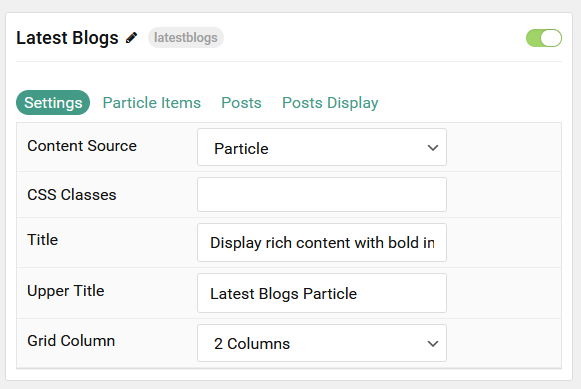 Latest Blogs latestblogs
Settings Particle Items Posts Posts Display
Content Source Particle
CSS Classes
Title Display rich content with bold in
Upper Title Latest Blogs Particle
Grid Column 2 Columns